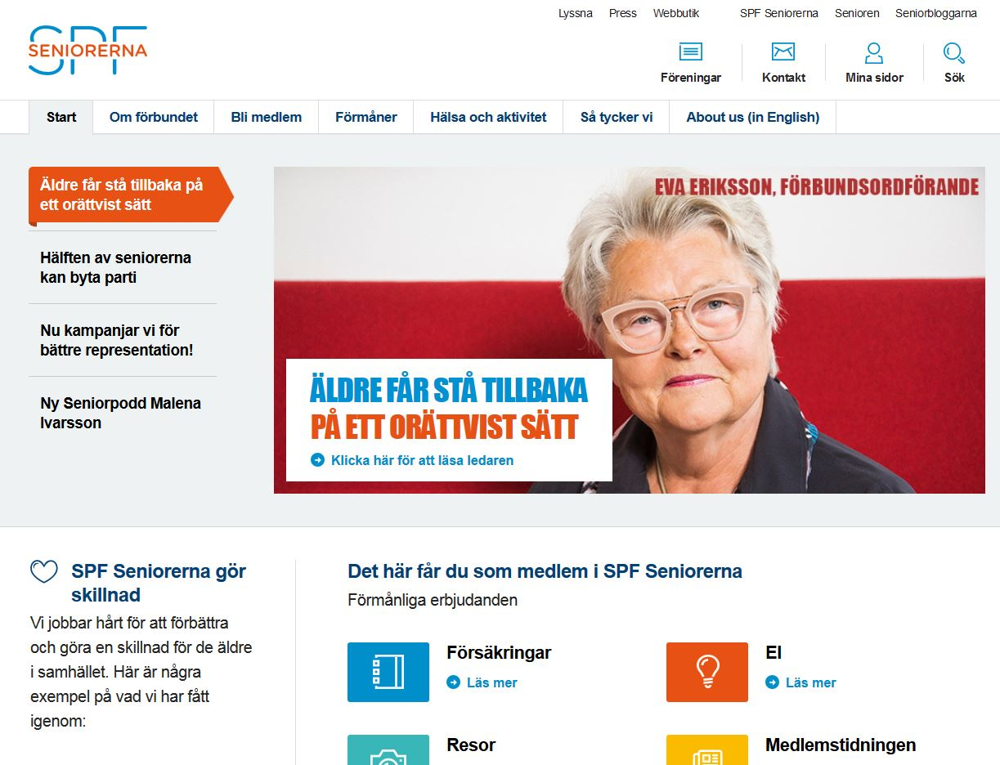 Lyssna Press Webbutik SPF Seniorerna Senioren Seniorbloggarna
SPF
SENIORERNA
Föreningar Kontakt Mina sidor Sök
Start Om förbundet Bli medlem Förmåner Hälsa och aktivitet Så tycker vi About us (in English)
Äldre får stå tillbaka på
ett orättvist sätt
Hälften av seniorerna
kan byta parti
Nu kampanjar vi för
bättre representation!
Ny Seniorpodd Malena
Ivarsson
EVA ERIKSSON, FÖRBUNDSORDFÖRANDE
ÄLDRE FÅR STÅ TILLBAKA
PÅ ETT ORÄTTVIST SÄTT
Klicka här för att läsa ledaren
SPF Seniorerna gör
skillnad
Vi jobbar hårt för att förbättra
och göra en skillnad för de äldre
i samhället. Här är några
exempel på vad vi har fått
igenom:
Det här får du som medlem i SPF Seniorerna
Förmånliga erbjudanden
Försäkringar
Läs mer
El
Läs mer
Resor
Medlemstidningen